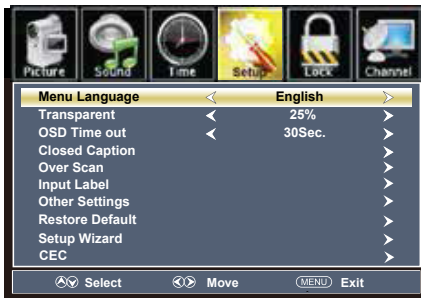 Picture Sound Time Setup Lock Channel
Menu Language English
Transparent 25%
OSD Time out 30Sec.
Closed Caption
Over Scan
Input Label
Other Settings
Restore Default
Setup Wizard
CEC
Select Move MENU Exit